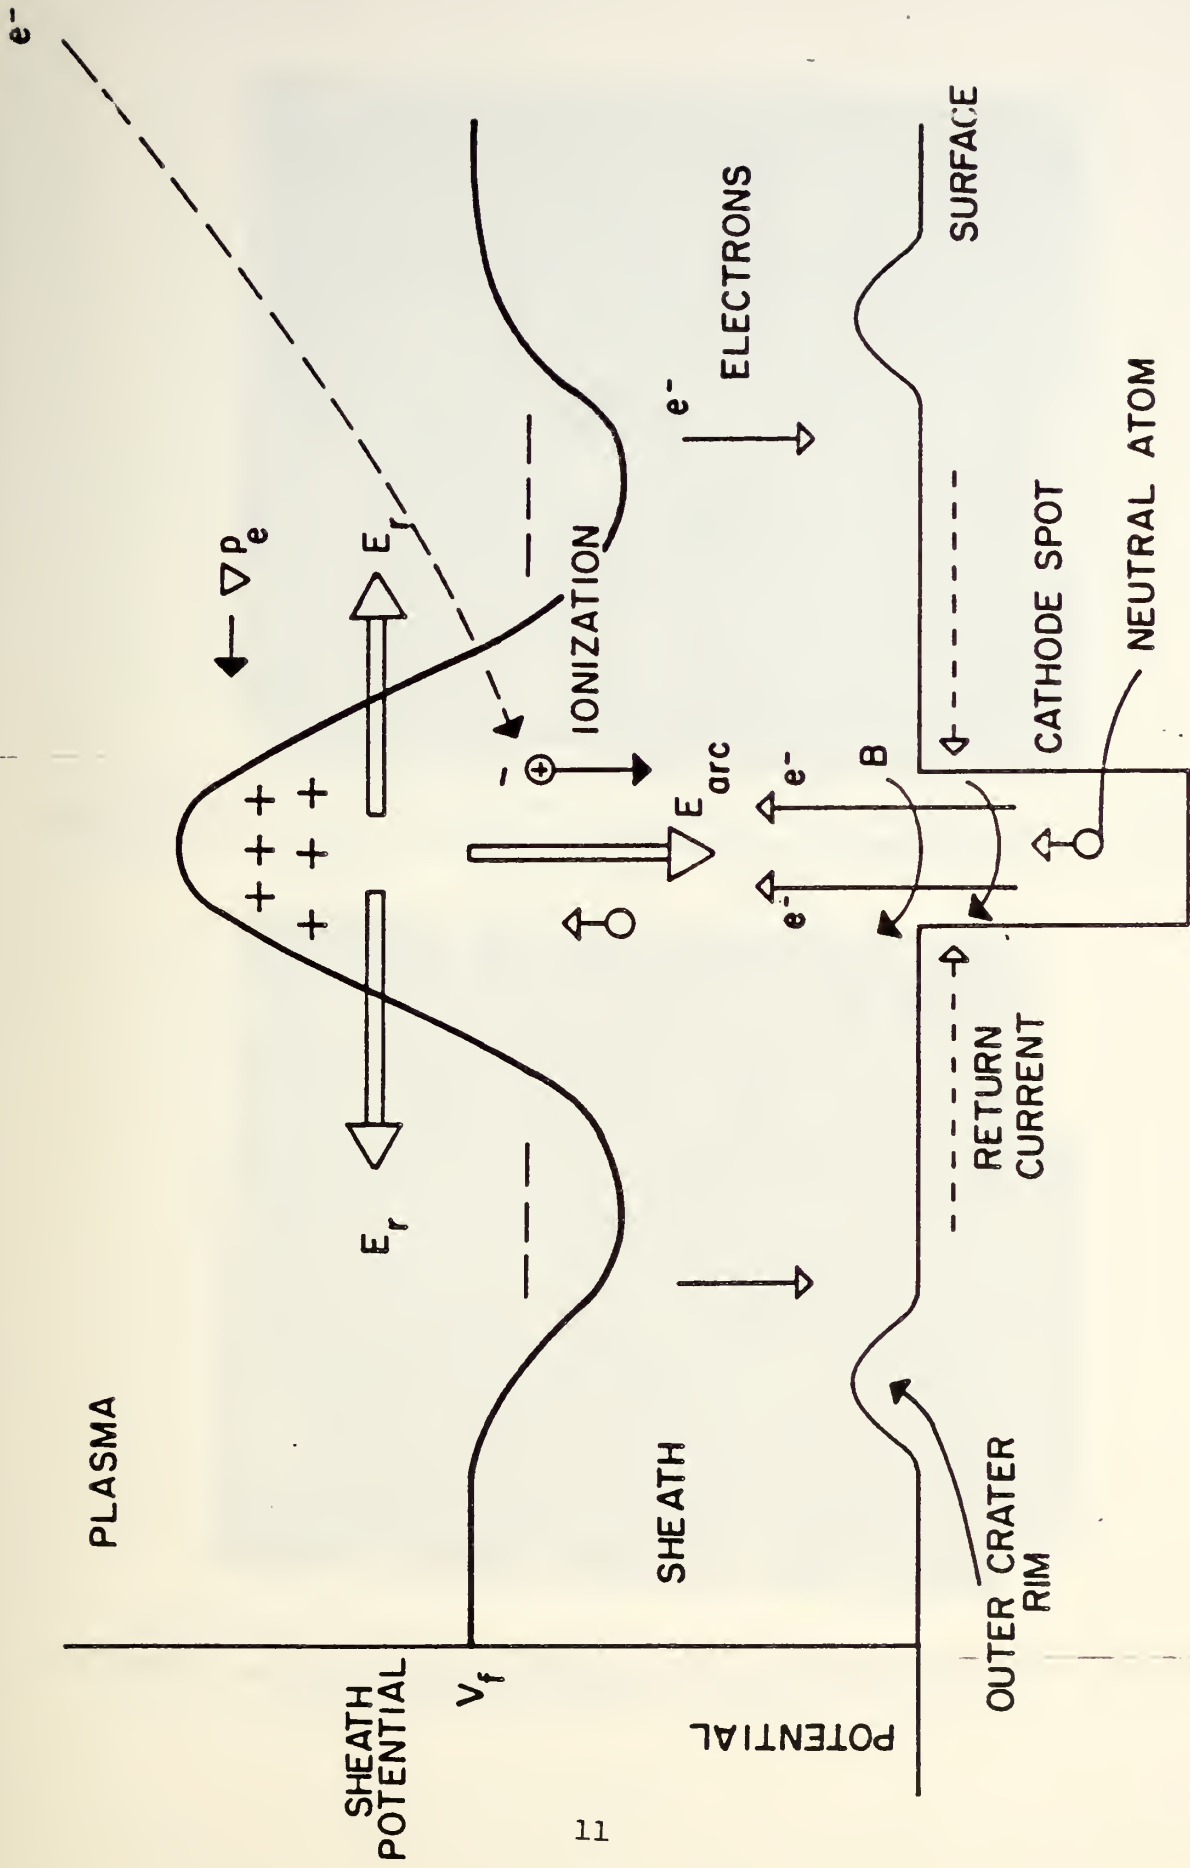 PLASMA
e-
SHEATH
POTENTIAL
Vf
POTENTIAL
∇Pe
Er
Er
+ + +
+ + +
IONIZATION
-
+
Earc
SHEATH
e-
ELECTRONS
e-
e-
B
SURFACE
OUTER CRATER
RIM
RETURN
CURRENT
CATHODE SPOT
NEUTRAL ATOM
11